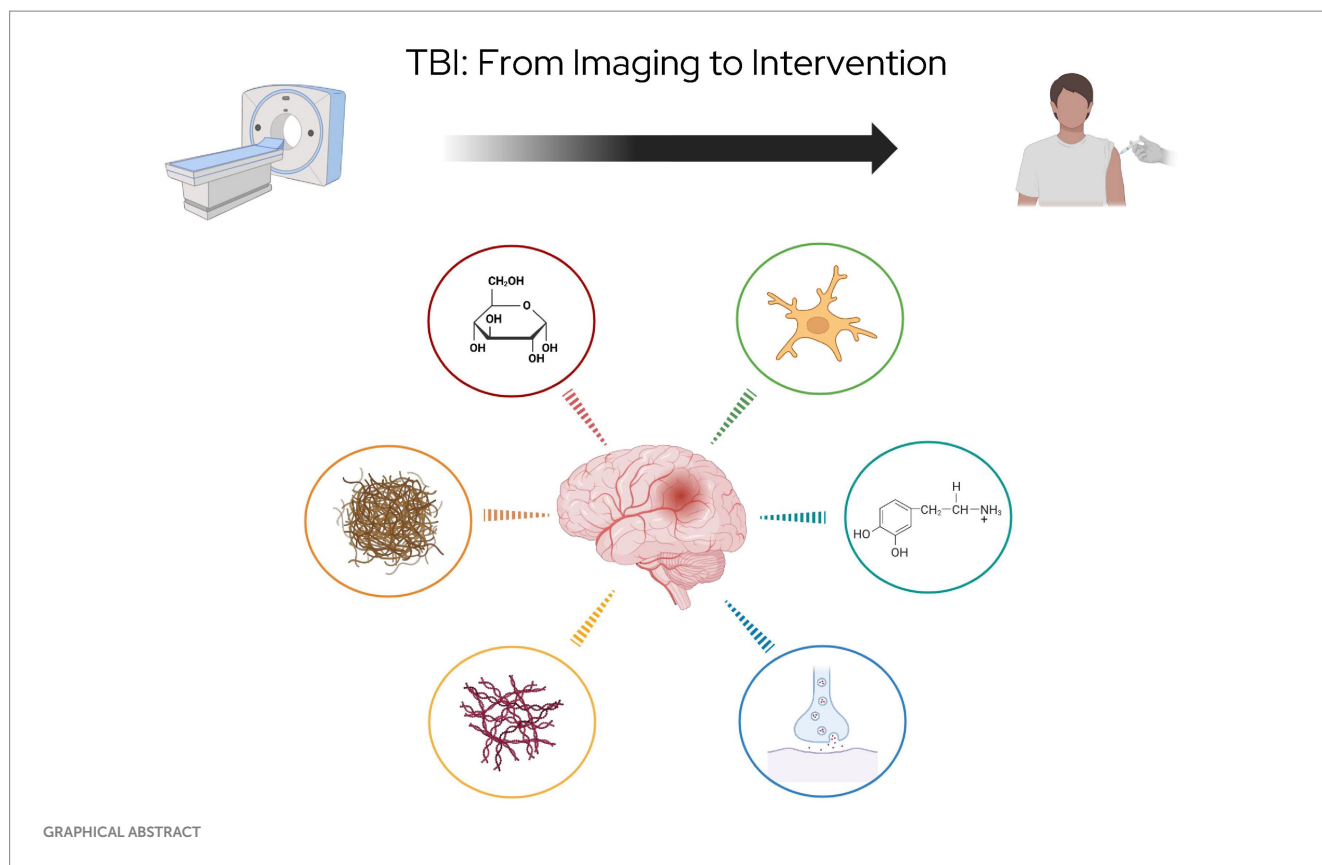 TBI: From Imaging to Intervention
CH₂OH
O
OH
OH
OH
OH
H
CH₂-CH-NH₃
+
HO
OH
GRAPHICAL ABSTRACT